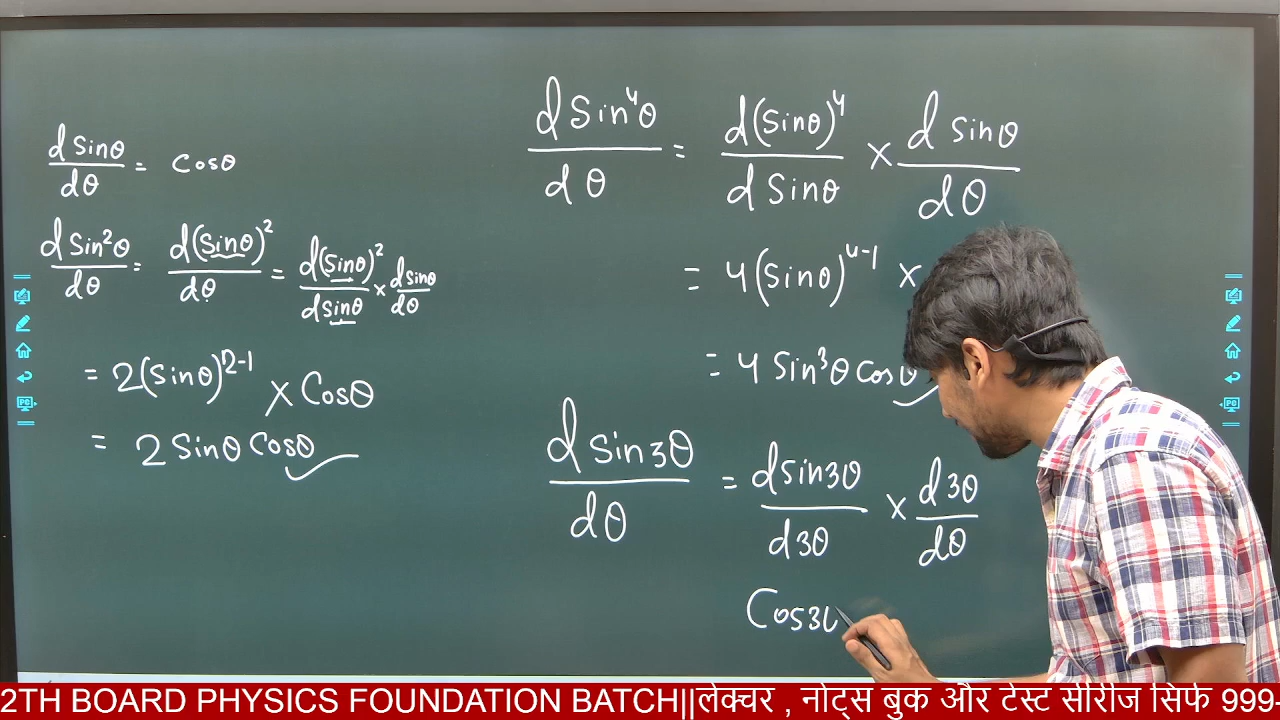 d sinθ/dθ = cosθ
d sin²θ/dθ = d(sinθ)²/dθ = d(sinθ)²/d sinθ × d sinθ/dθ
= 2(sinθ)²⁻¹ × Cosθ
= 2 Sinθ Cosθ
d sin⁴θ/dθ = d(sinθ)⁴/d Sinθ × d sinθ/dθ
= 4(sinθ)⁴⁻¹ ×
= 4 Sin³θ cosθ
d sin3θ/dθ = d sin3θ/d3θ × d3θ/dθ
Cos3
2TH BOARD PHYSICS FOUNDATION BATCH||लेक्चर , नोट्स बुक और टेस्ट सीरीज सिर्फ 999